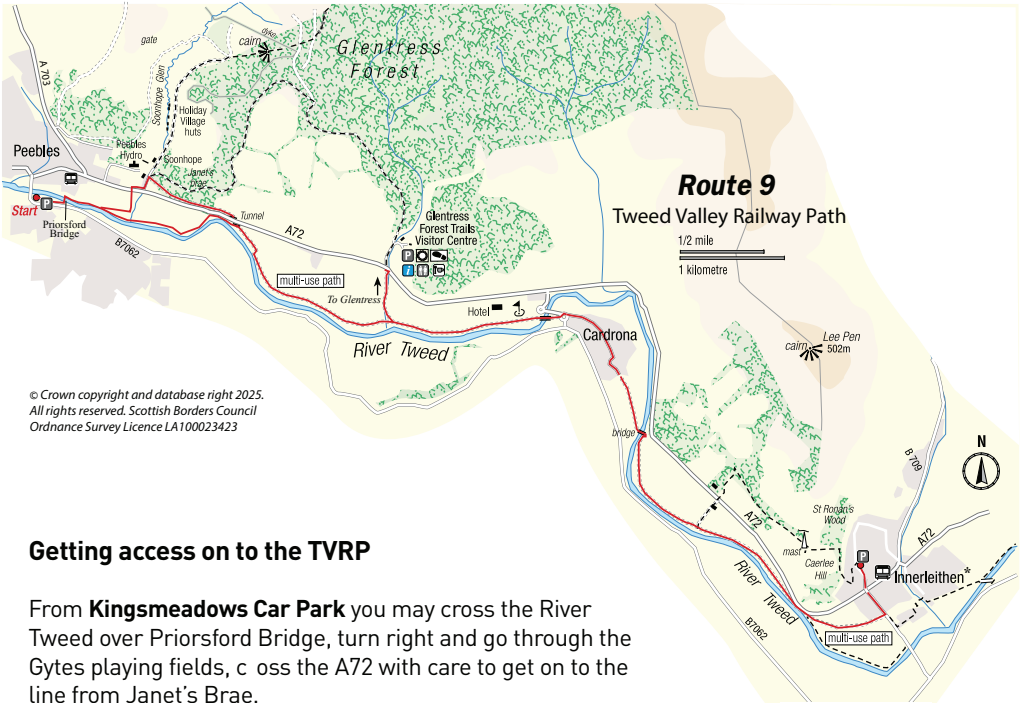 gate
cairn
dyke
Glentress
Forest
A 703
Soonhope Glen
Holiday
Village
huts
Peebles
Peebles
Hydro
Soonhope
Janet's
brae
Start
P
Priorsford
Bridge
Tunnel
A72
B7062
Glentress
Forest Trails
Visitor Centre
P
i
multi-use path
To Glentress
Hotel
River Tweed
Cardrona
Route 9
Tweed Valley Railway Path
1/2 mile
1 kilometre
cairn
Lee Pen
502m
© Crown copyright and database right 2025.
All rights reserved. Scottish Borders Council
Ordnance Survey Licence LA100023423
bridge
N
B 709
A72
St Ronan's
Wood
A72
mast
P
Caerlee
Hill
Innerleithen*
River Tweed
B7062
multi-use path
Getting access on to the TVRP
From Kingsmeadows Car Park you may cross the River
Tweed over Priorsford Bridge, turn right and go through the
Gytes playing fields, c oss the A72 with care to get on to the
line from Janet's Brae.